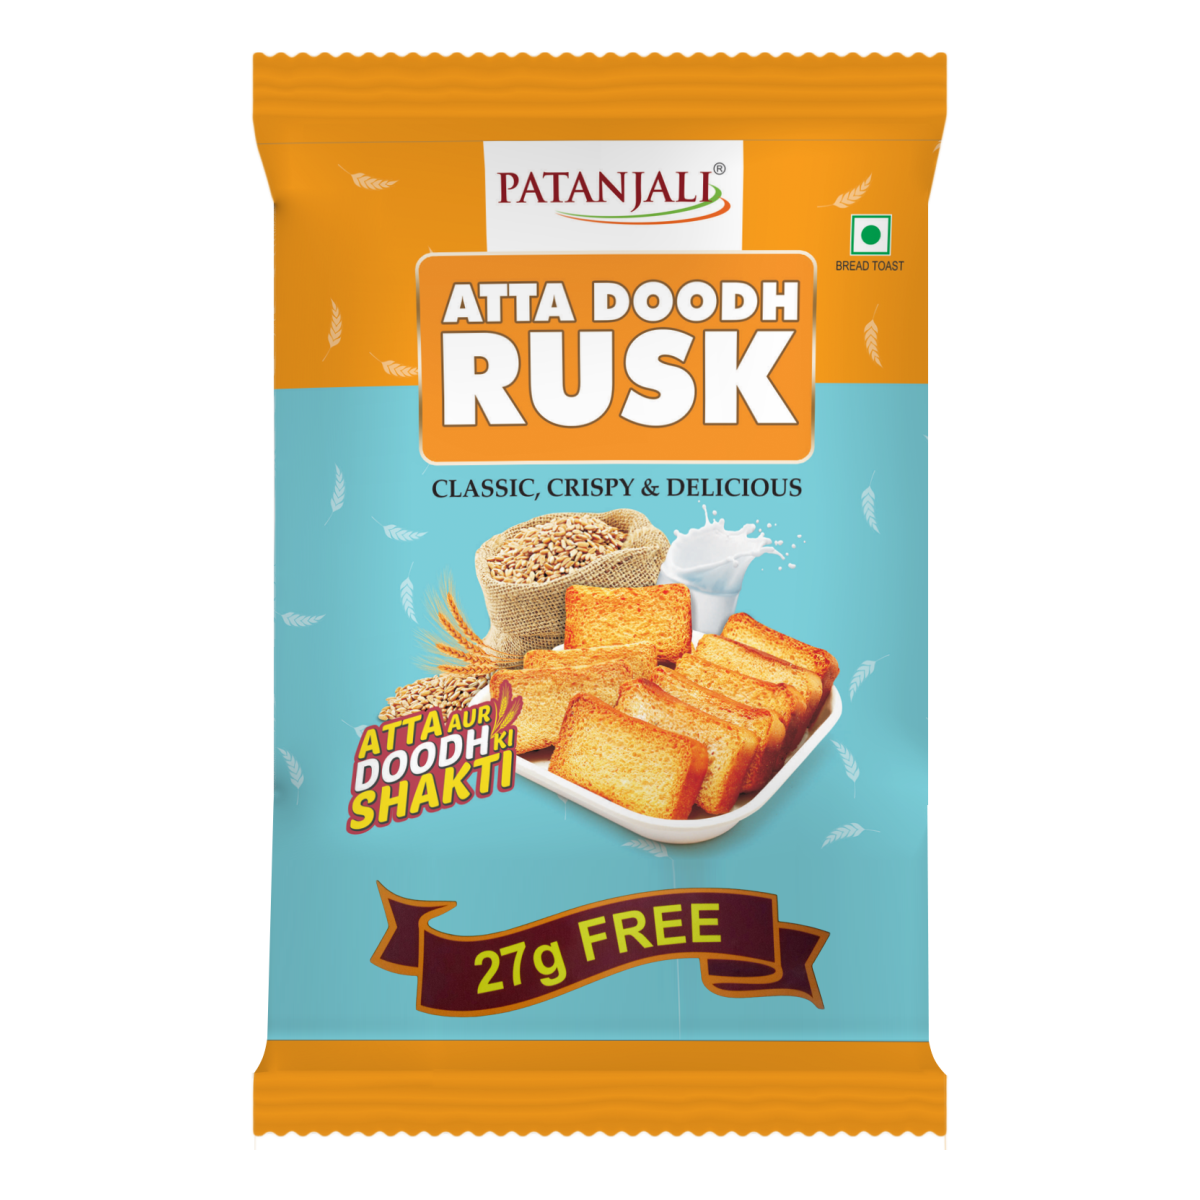 PATANJALI®
BREAD TOAST
ATTA DOODH
RUSK
CLASSIC, CRISPY & DELICIOUS
ATTA AUR
DOODH KI
SHAKTI
27g FREE